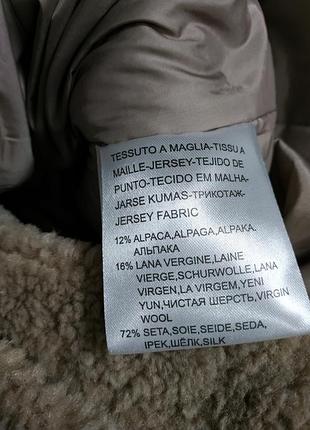 TESSUTO A MAGLIA-TISSU A
MAILLE-JERSEY-TEJIDO DE
PUNTO-TECIDO EM MALHA-
JARSE KUMAS-ТРИКОТАЖ-
JERSEY FABRIC
12% ALPACA,ALPAGA,ALPAKA.
АЛЬПАКА
16% LANA VERGINE,LAINE
VIERGE,SCHURWOLLE,LANA
VIRGEN,LA VIRGEM,YENI
YUN,ЧИСТАЯ ШЕРСТЬ,VIRGIN
WOOL
72% SETA,SOIE,SEIDE,SEDA,
IPEK,ШЁЛК,SILK